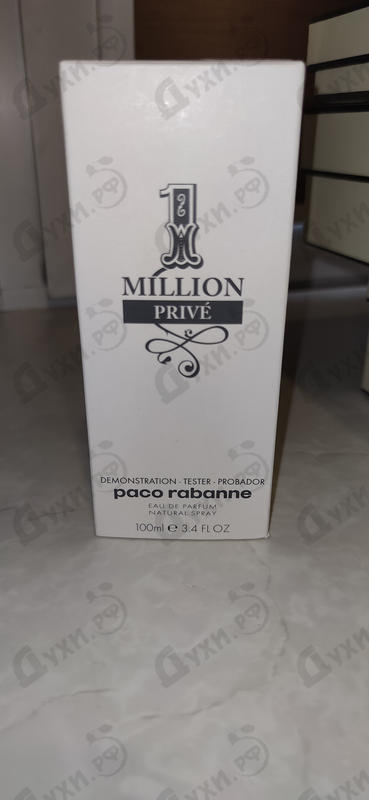 1
MILLION
PRIVÉ
DEMONSTRATION - TESTER - PROBADOR
paco rabanne
EAU DE PARFUM
NATURAL SPRAY
100ml ℮ 3.4 FL OZ
Духи.рф